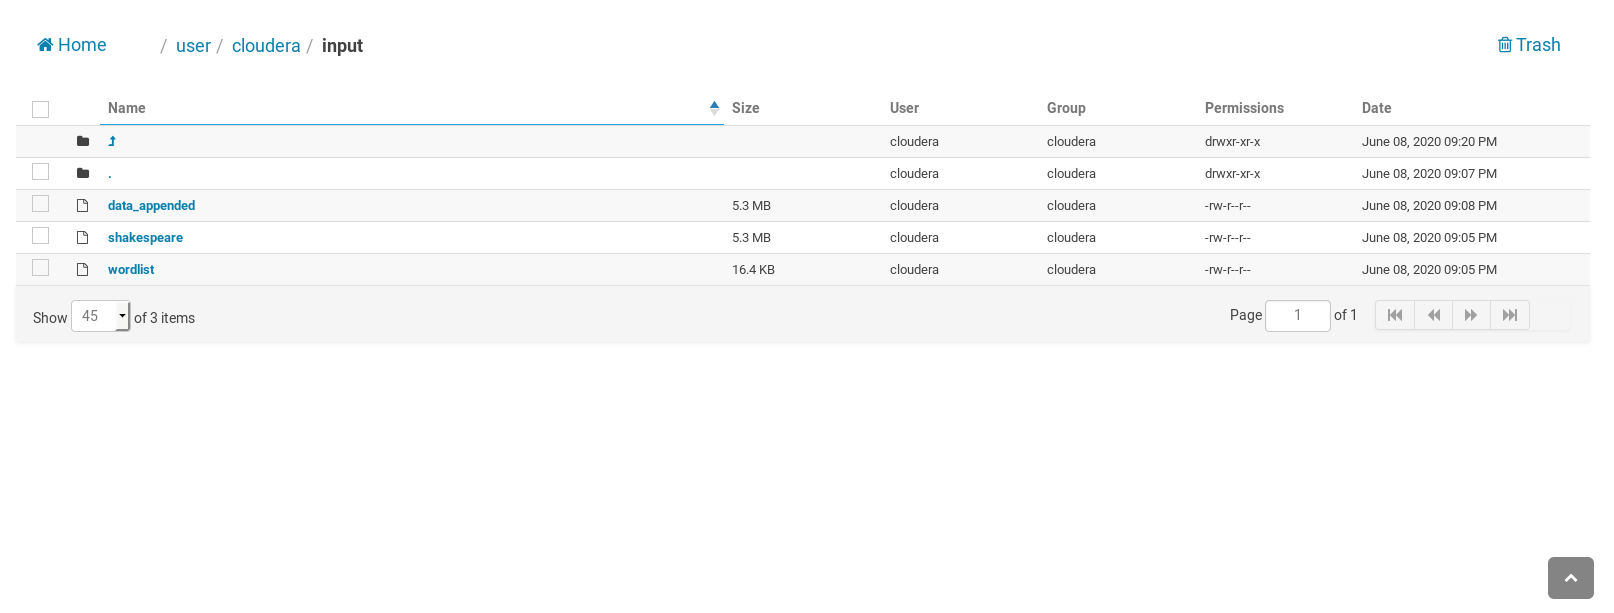 Home / user / cloudera / input Trash
Name Size User Group Permissions Date
cloudera cloudera drwxr-xr-x June 08, 2020 09:20 PM
. cloudera cloudera drwxr-xr-x June 08, 2020 09:07 PM
data_appended 5.3 MB cloudera cloudera -rw-r--r-- June 08, 2020 09:08 PM
shakespeare 5.3 MB cloudera cloudera -rw-r--r-- June 08, 2020 09:05 PM
wordlist 16.4 KB cloudera cloudera -rw-r--r-- June 08, 2020 09:05 PM
Show 45 of 3 items Page 1 of 1